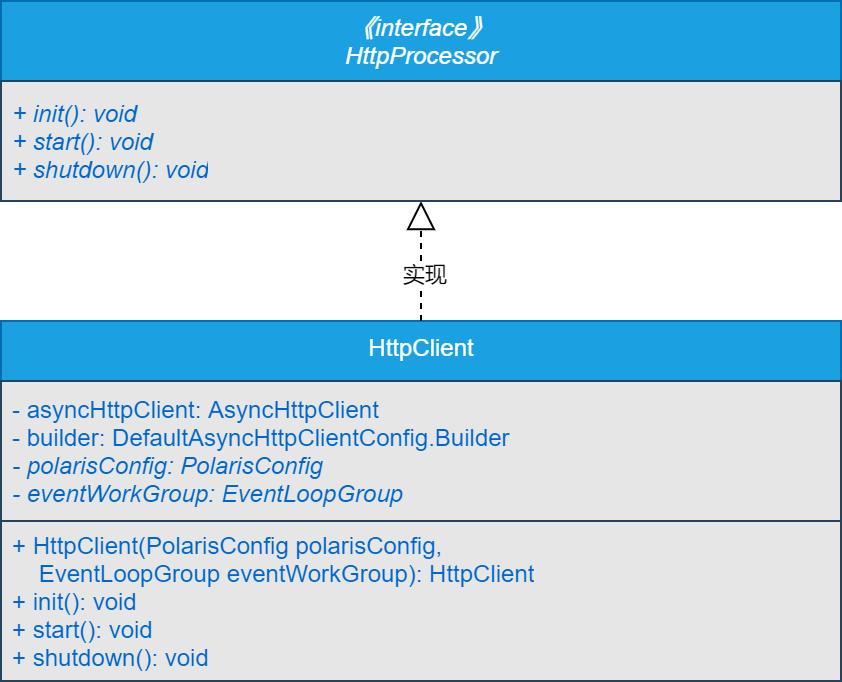 《interface》
HttpProcessor
+ init(): void
+ start(): void
+ shutdown(): void
实现
HttpClient
- asyncHttpClient: AsyncHttpClient
- builder: DefaultAsyncHttpClientConfig.Builder
- polarisConfig: PolarisConfig
- eventWorkGroup: EventLoopGroup
+ HttpClient(PolarisConfig polarisConfig,
EventLoopGroup eventWorkGroup): HttpClient
+ init(): void
+ start(): void
+ shutdown(): void